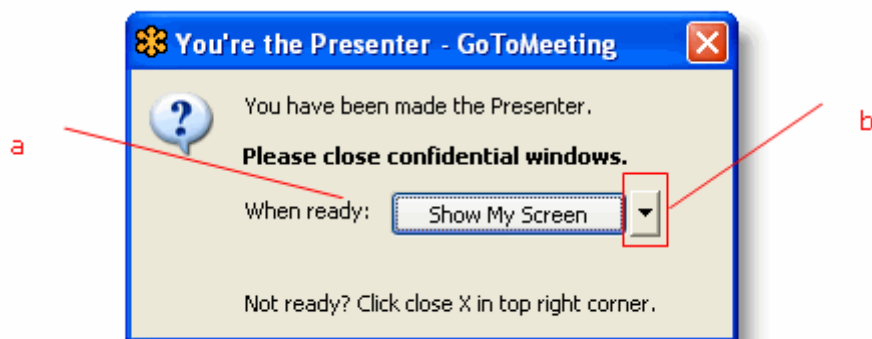 You're the Presenter - GoToMeeting
You have been made the Presenter.
a
b
Please close confidential windows.
When ready: Show My Screen
Not ready? Click close X in top right corner.